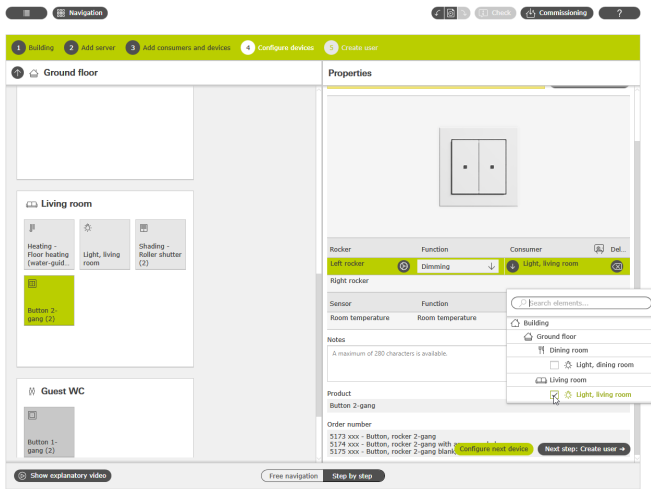 Navigation
Check
Commissioning
?
1 Building
2 Add server
3 Add consumers and devices
4 Configure devices
5 Create user
Ground floor
Properties
Living room
Heating -
Floor heating
(water-guid...
Light, living
room
Shading -
Roller shutter
(2)
Button 2-
gang (2)
Guest WC
Button 1-
gang (2)
Rocker Function Consumer Del...
Left rocker Dimming Light, living room
Right rocker
Sensor Function
Room temperature Room temperature
Search elements...
Building
Ground floor
Dining room
Light, dining room
Living room
Light, living room
Notes
A maximum of 280 characters is available.
Product
Button 2-gang
Order number
5173 xxx - Button, rocker 2-gang
5174 xxx - Button, rocker 2-gang with
5175 xxx - Button, rocker 2-gang blank
Configure next device
Next step: Create user
Show explanatory video
Free navigation
Step by step